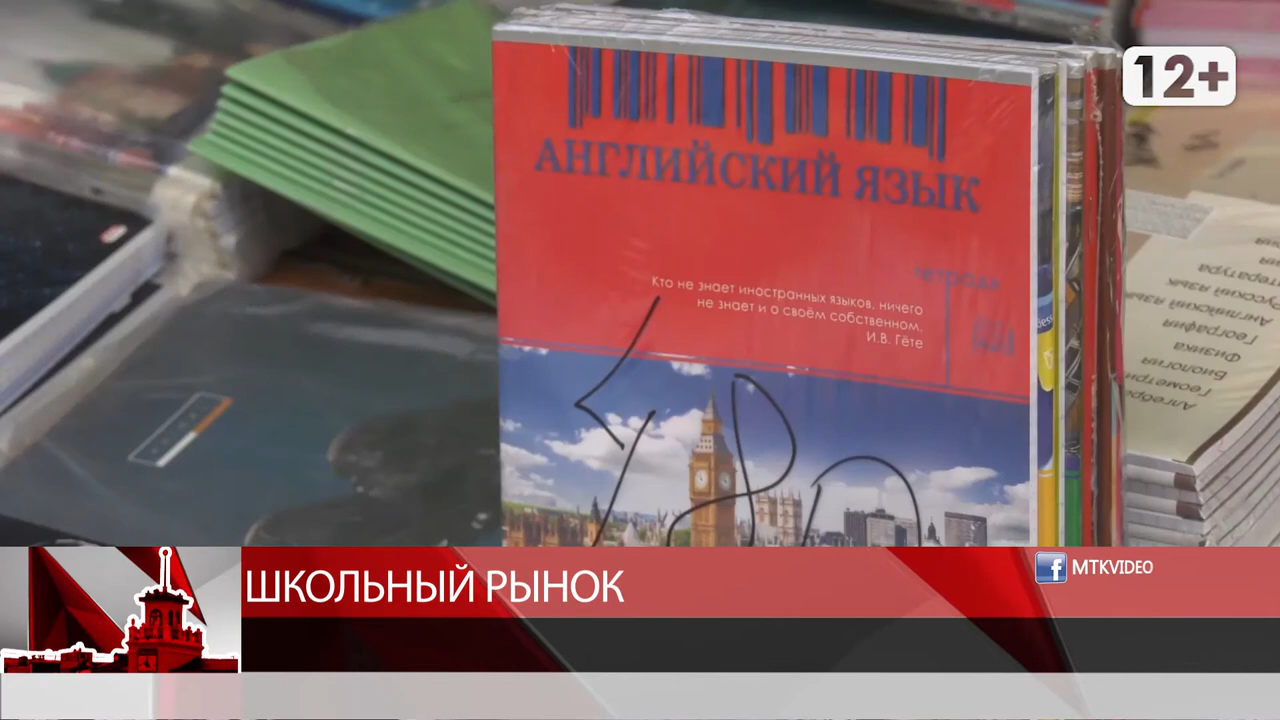 12+
АНГЛИЙСКИЙ ЯЗЫК
тетрадь
Кто не знает иностранных языков, ничего
не знает и о своём собственном.
И.В. Гёте
Литература
Русский язык
Английский язык
География
Физика
Биология
Геометрия
Алгебра
ШКОЛЬНЫЙ РЫНОК
MTKVIDEO